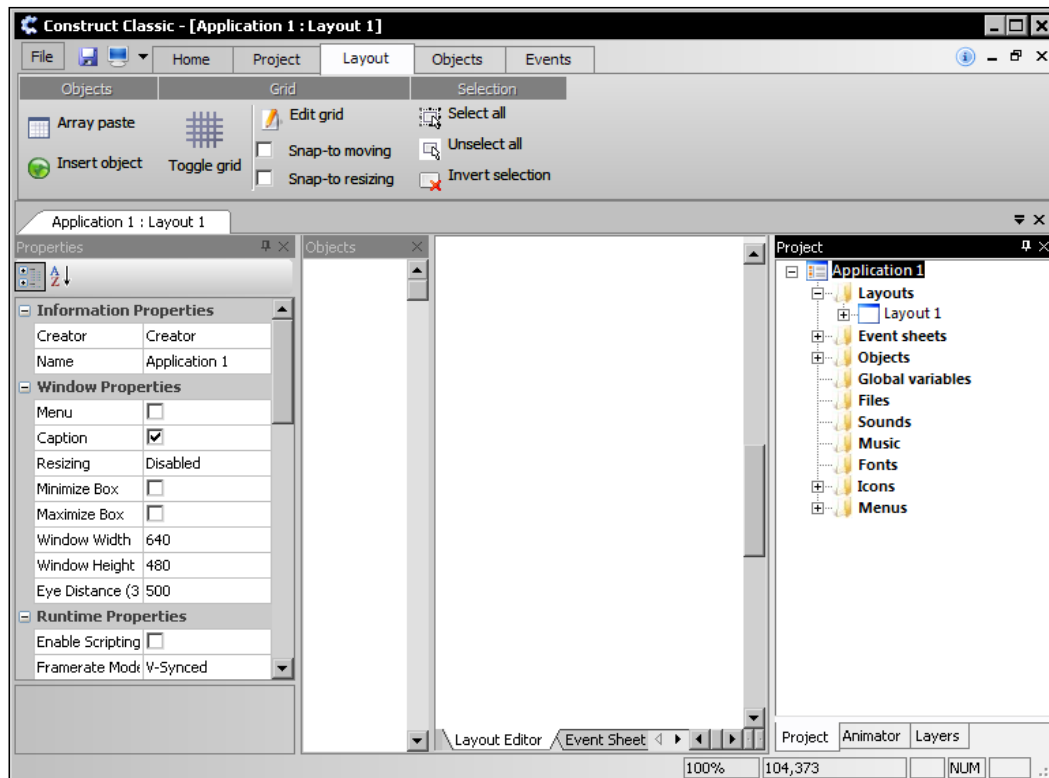 Construct Classic - [Application 1 : Layout 1]
File Home Project Layout Objects Events
Objects Grid Selection
Array paste
Insert object
Toggle grid
Edit grid
Snap-to moving
Snap-to resizing
Select all
Unselect all
Invert selection
Application 1 : Layout 1
Properties
Information Properties
Creator Creator
Name Application 1
Window Properties
Menu
Caption
Resizing Disabled
Minimize Box
Maximize Box
Window Width 640
Window Height 480
Eye Distance (3 500
Runtime Properties
Enable Scripting
Framerate Mode V-Synced
Objects
Layout Editor Event Sheet
Project
Application 1
Layouts
Layout 1
Event sheets
Objects
Global variables
Files
Sounds
Music
Fonts
Icons
Menus
Project Animator Layers
100% 104,373 NUM